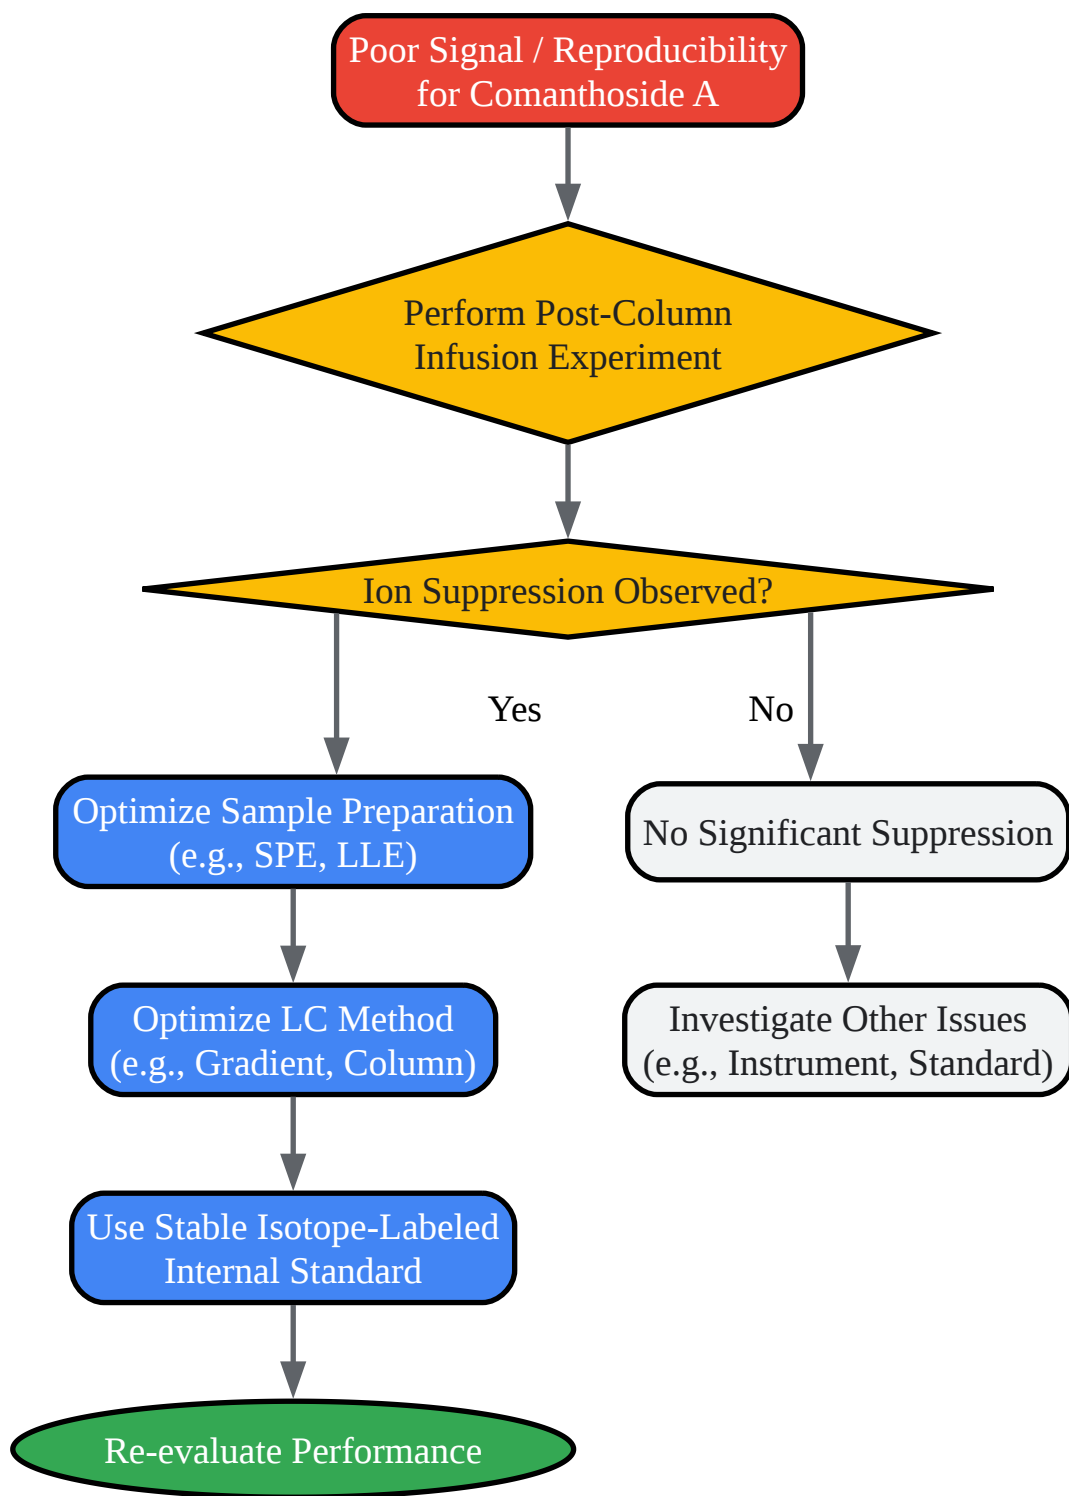 Poor Signal / Reproducibility
for Comanthoside A
Perform Post-Column
Infusion Experiment
Ion Suppression Observed?
Yes
No
Optimize Sample Preparation
(e.g., SPE, LLE)
No Significant Suppression
Optimize LC Method
(e.g., Gradient, Column)
Investigate Other Issues
(e.g., Instrument, Standard)
Use Stable Isotope-Labeled
Internal Standard
Re-evaluate Performance